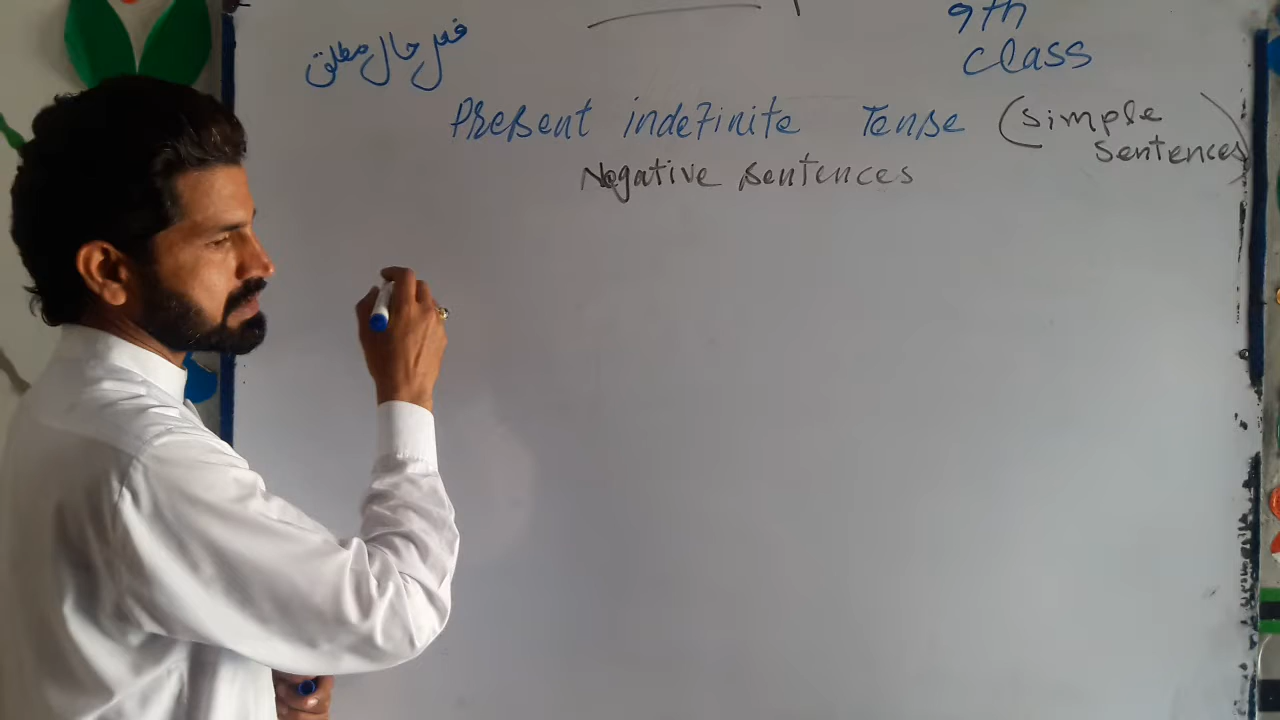 9th
class
فعل حال مطلق
Present indefinite Tense (simple
sentences)
Negative sentences